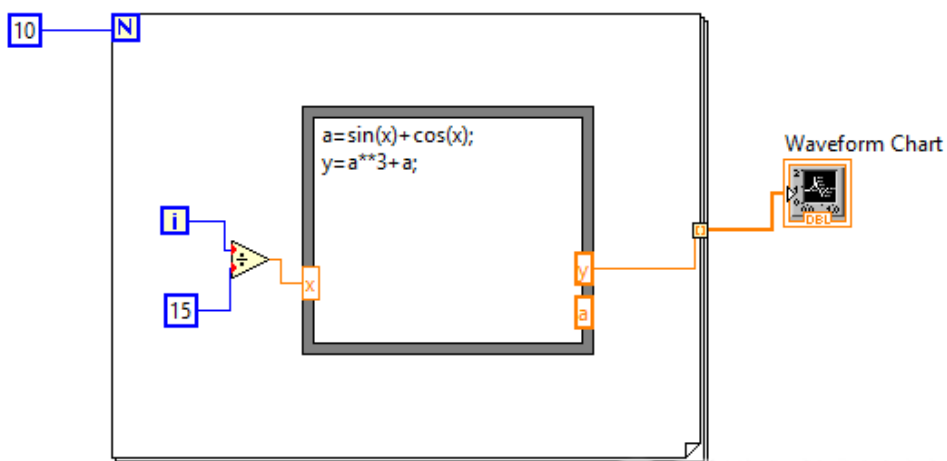 10
N
a=sin(x)+cos(x);
y=a**3+a;
Waveform Chart
DBL
i
÷
15
x
y
a